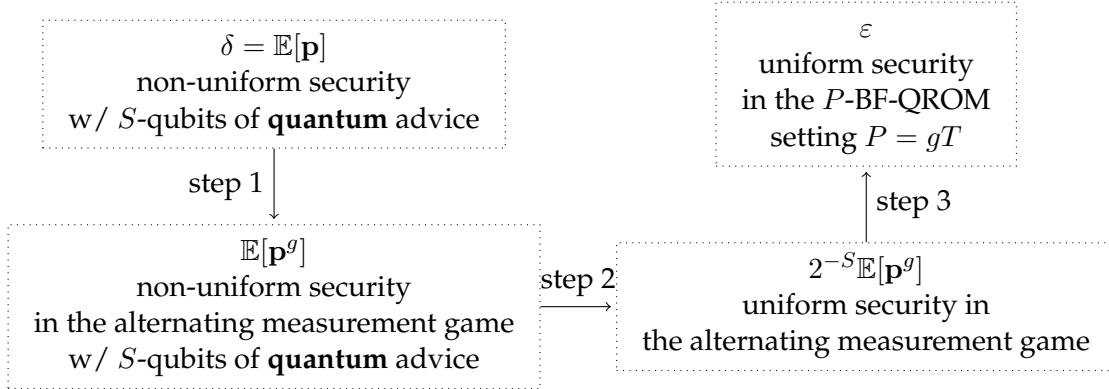 δ = 𝔼[𝐩]
non-uniform security
w/ S-qubits of quantum advice
step 1
𝔼[𝐩^g]
non-uniform security
in the alternating measurement game
w/ S-qubits of quantum advice
step 2
2^{-S}𝔼[𝐩^g]
uniform security in
the alternating measurement game
step 3
ε
uniform security
in the P-BF-QROM
setting P = gT